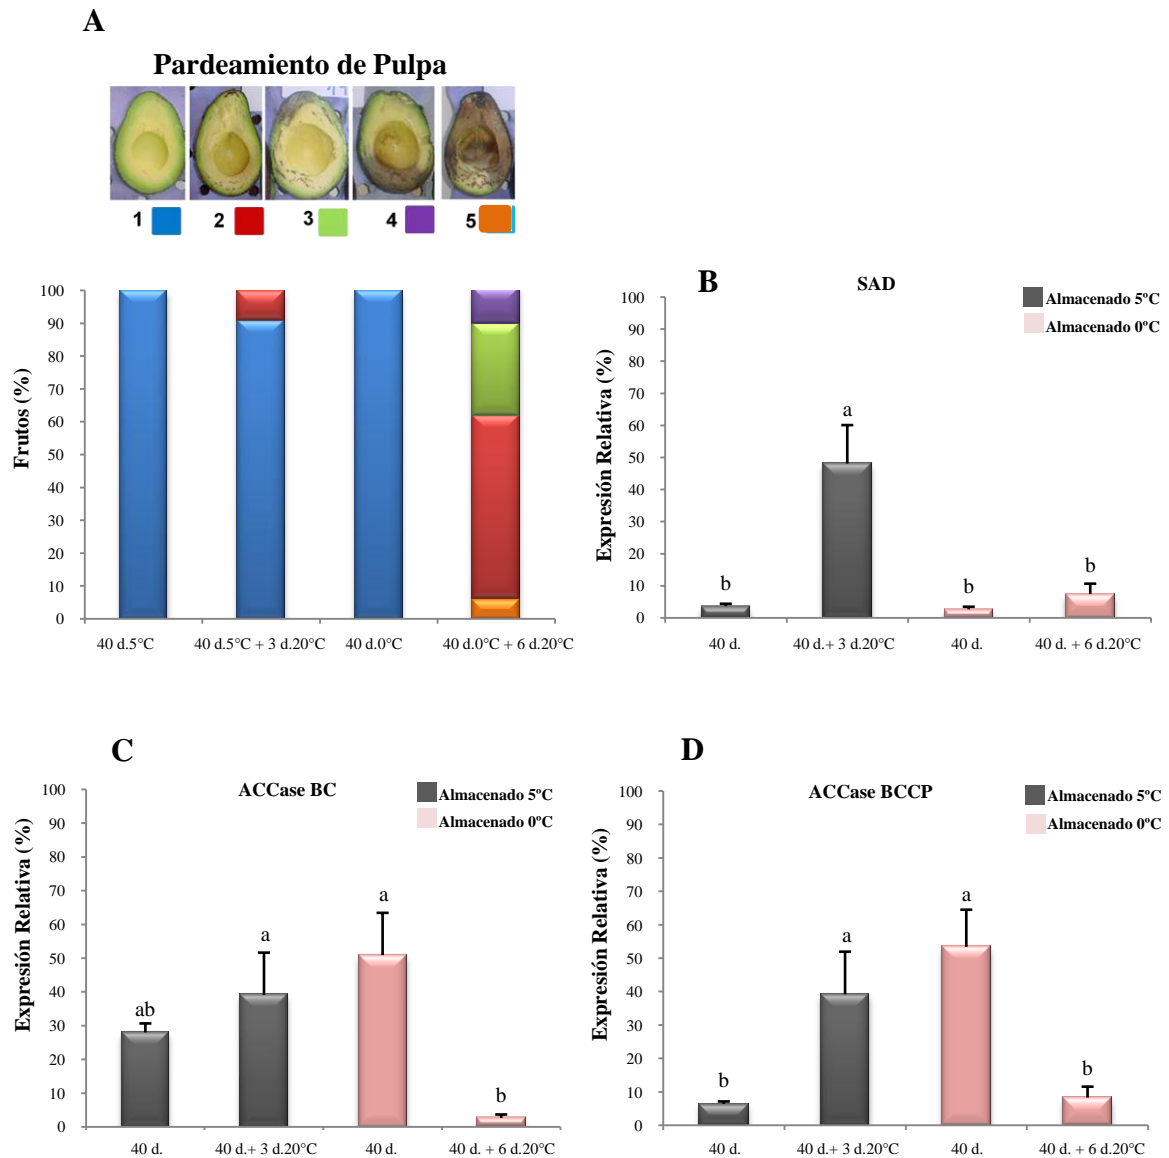 A
Pardeamiento de Pulpa
1 2 3 4 5
Frutos (%)
100
90
80
70
60
50
40
30
20
10
0
40 d.5°C 40 d.5°C + 3 d.20°C 40 d.0°C 40 d.0°C + 6 d.20°C
B
SAD
Almacenado 5ºC
Almacenado 0ºC
Expresión Relativa (%)
100
90
80
70
60
50
40
30
20
10
0
b a b b
40 d. 40 d.+ 3 d.20°C 40 d. 40 d. + 6 d.20°C
C
ACCase BC
Almacenado 5ºC
Almacenado 0ºC
Expresión Relativa (%)
100
90
80
70
60
50
40
30
20
10
0
ab a a b
40 d. 40 d.+ 3 d.20°C 40 d. 40 d. + 6 d.20°C
D
ACCase BCCP
Almacenado 5ºC
Almacenado 0ºC
Expresión Relativa (%)
100
90
80
70
60
50
40
30
20
10
0
b a a b
40 d. 40 d.+ 3 d.20°C 40 d. 40 d. + 6 d.20°C